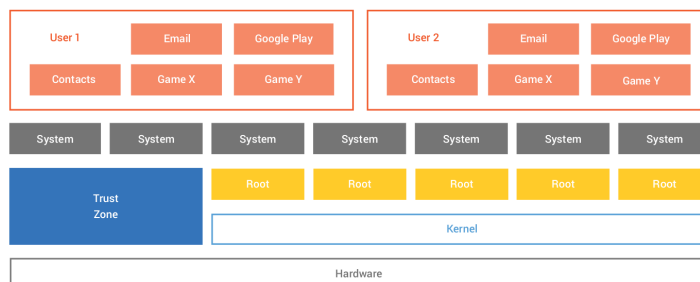 User 1
Email
Google Play
Contacts
Game X
Game Y
User 2
Email
Google Play
Contacts
Game X
Game Y
System
System
System
System
System
System
System
Trust
Zone
Root
Root
Root
Root
Root
Kernel
Hardware